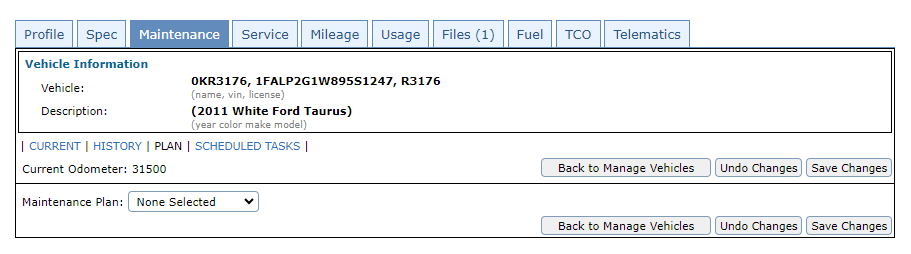 Profile Spec Maintenance Service Mileage Usage Files (1) Fuel TCO Telematics
Vehicle Information
Vehicle: 0KR3176, 1FALP2G1W895S1247, R3176
(name, vin, license)
Description: (2011 White Ford Taurus)
(year color make model)
| CURRENT | HISTORY | PLAN | SCHEDULED TASKS |
Current Odometer: 31500 Back to Manage Vehicles Undo Changes Save Changes
Maintenance Plan: None Selected
Back to Manage Vehicles Undo Changes Save Changes